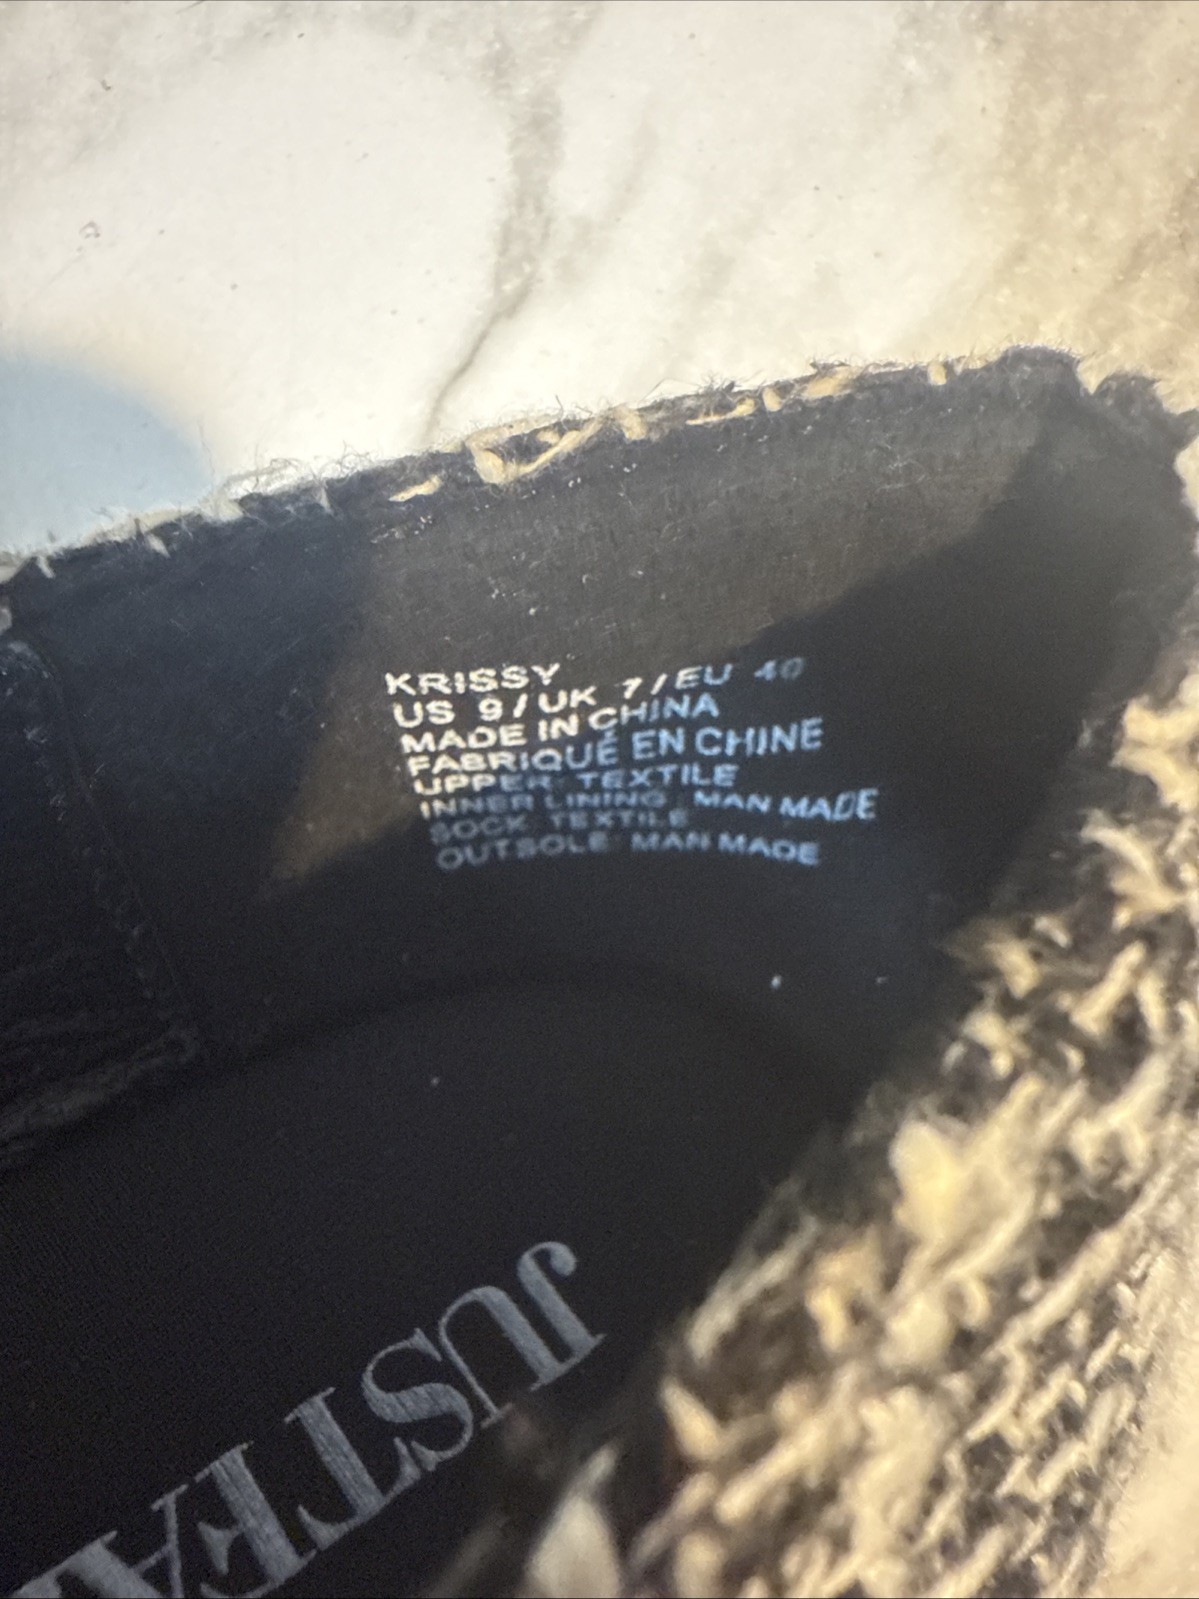 KRISSY
US 9 / UK 7 / EU 40
MADE IN CHINA
FABRIQUÉ EN CHINE
UPPER: TEXTILE
INNER LINING: MAN MADE
SOCK: TEXTILE
OUTSOLE: MAN MADE
JUSTFA